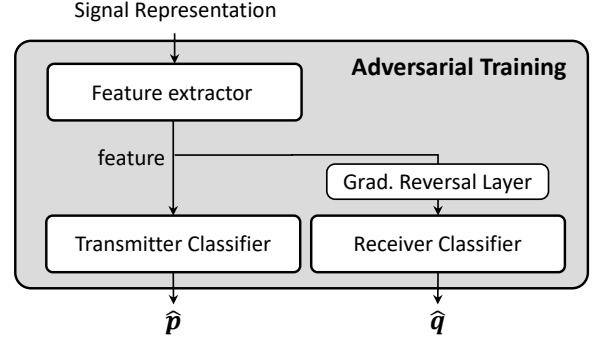 Signal Representation
Adversarial Training
Feature extractor
feature
Grad. Reversal Layer
Transmitter Classifier
Receiver Classifier
p̂
q̂